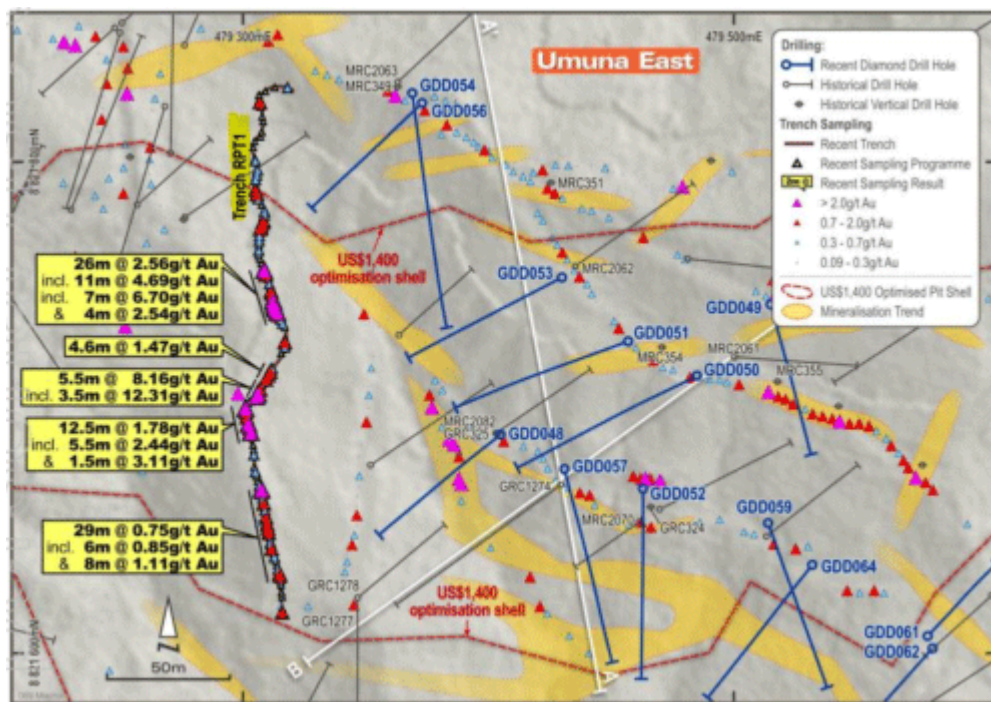 479 300mE
479 500mE
A'
Umuna East
MRC2063
MRC349
GDD054
GDD056
Trench RPT1
8 821 800mN
MRC351
US$1,400
optimisation shell
MRC2062
GDD053
GDD049
GDD051
MRC354
MRC2061
GDD050
MRC355
26m @ 2.56g/t Au
incl. 11m @ 4.69g/t Au
incl. 7m @ 6.70g/t Au
& 4m @ 2.54g/t Au
4.6m @ 1.47g/t Au
5.5m @ 8.16g/t Au
incl. 3.5m @ 12.31g/t Au
12.5m @ 1.78g/t Au
incl. 5.5m @ 2.44g/t Au
& 1.5m @ 3.11g/t Au
29m @ 0.75g/t Au
incl. 6m @ 0.85g/t Au
& 8m @ 1.11g/t Au
MRC2082
GRC325
GDD048
GDD057
GRC1274
GDD052
MRC2070
GRC324
GDD059
GDD064
GDD061
GDD062
GRC1278
GRC1277
US$1,400
optimisation shell
8 821 600mN
Z
50m
B
A
Drilling:
Recent Diamond Drill Hole
Historical Drill Hole
Historical Vertical Drill Hole
Trench Sampling
Recent Trench
Recent Sampling Programme
Recent Sampling Result
> 2.0g/t Au
0.7 - 2.0g/t Au
0.3 - 0.7g/t Au
0.09 - 0.3g/t Au
US$1,400 Optimised Pit Shell
Mineralisation Trend